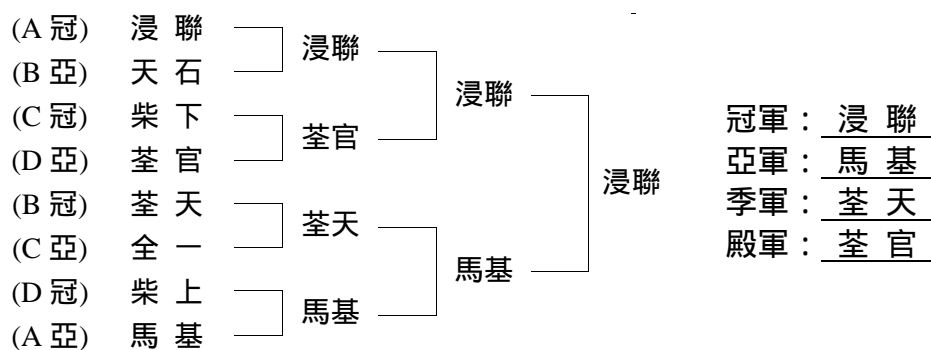 (A 冠) 浸 聯
(B 亞) 天 石
(C 冠) 柴 下
(D 亞) 荃 官
(B 冠) 荃 天
(C 亞) 全 一
(D 冠) 柴 上
(A 亞) 馬 基
浸聯
荃官
荃天
馬基
浸聯
馬基
浸聯
冠軍： 浸 聯
亞軍： 馬 基
季軍： 荃 天
殿軍： 荃 官